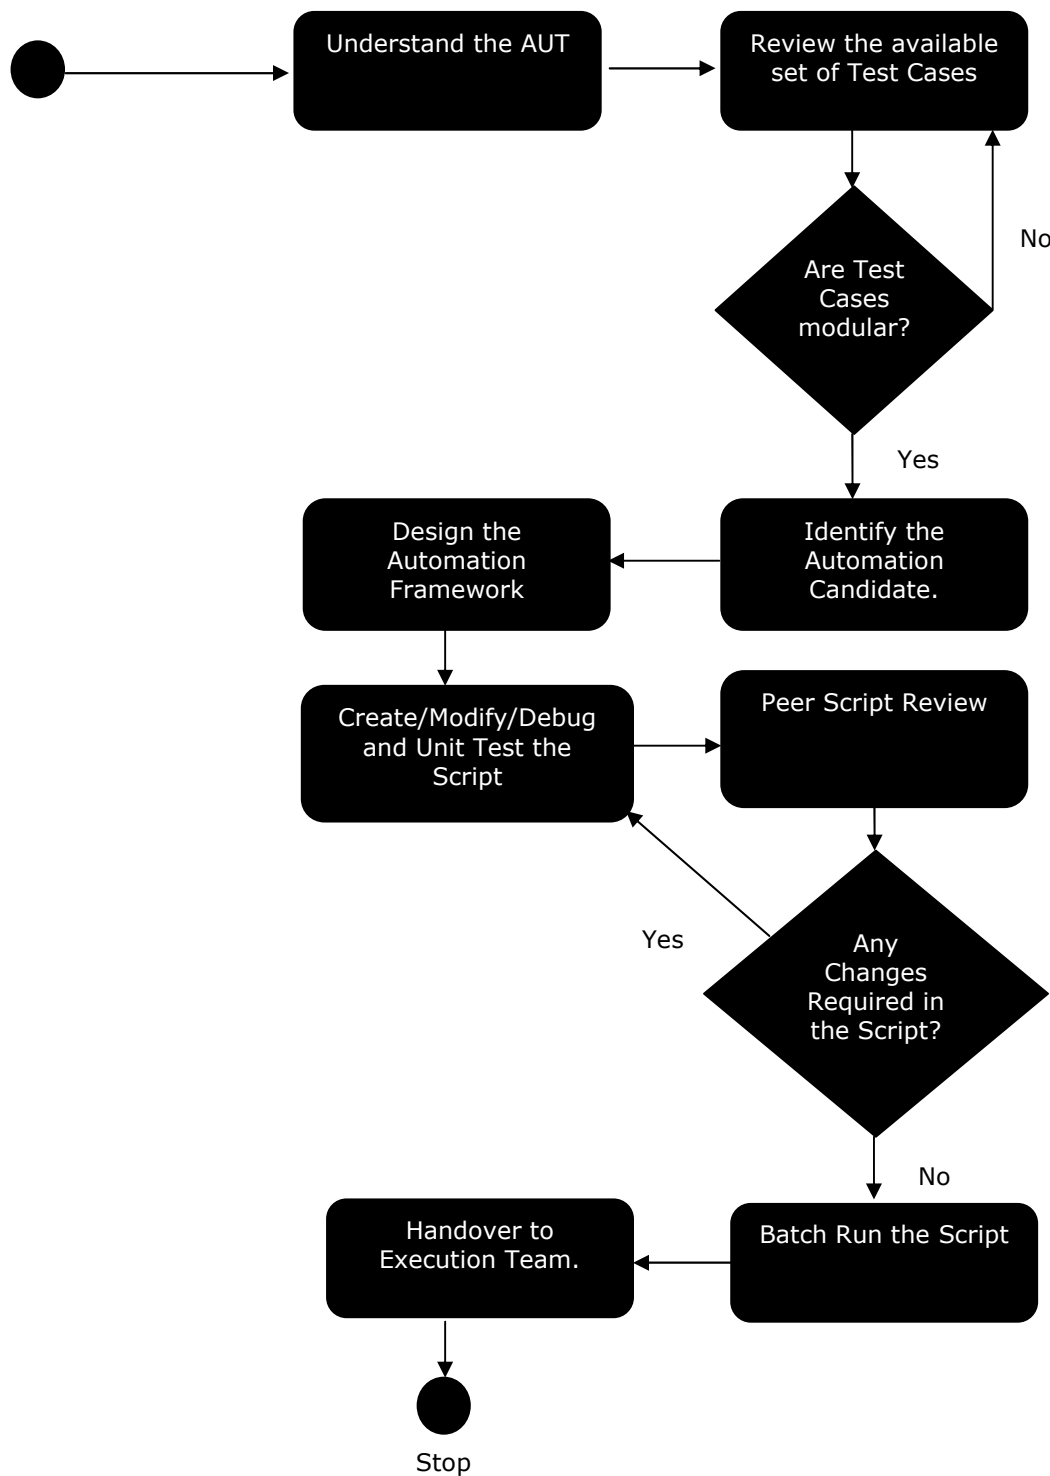 Understand the AUT
Review the available
set of Test Cases
No
Are Test
Cases
modular?
Yes
Identify the
Automation
Candidate.
Design the
Automation
Framework
Create/Modify/Debug
and Unit Test the
Script
Peer Script Review
Yes
Any
Changes
Required in
the Script?
No
Batch Run the Script
Handover to
Execution Team.
Stop